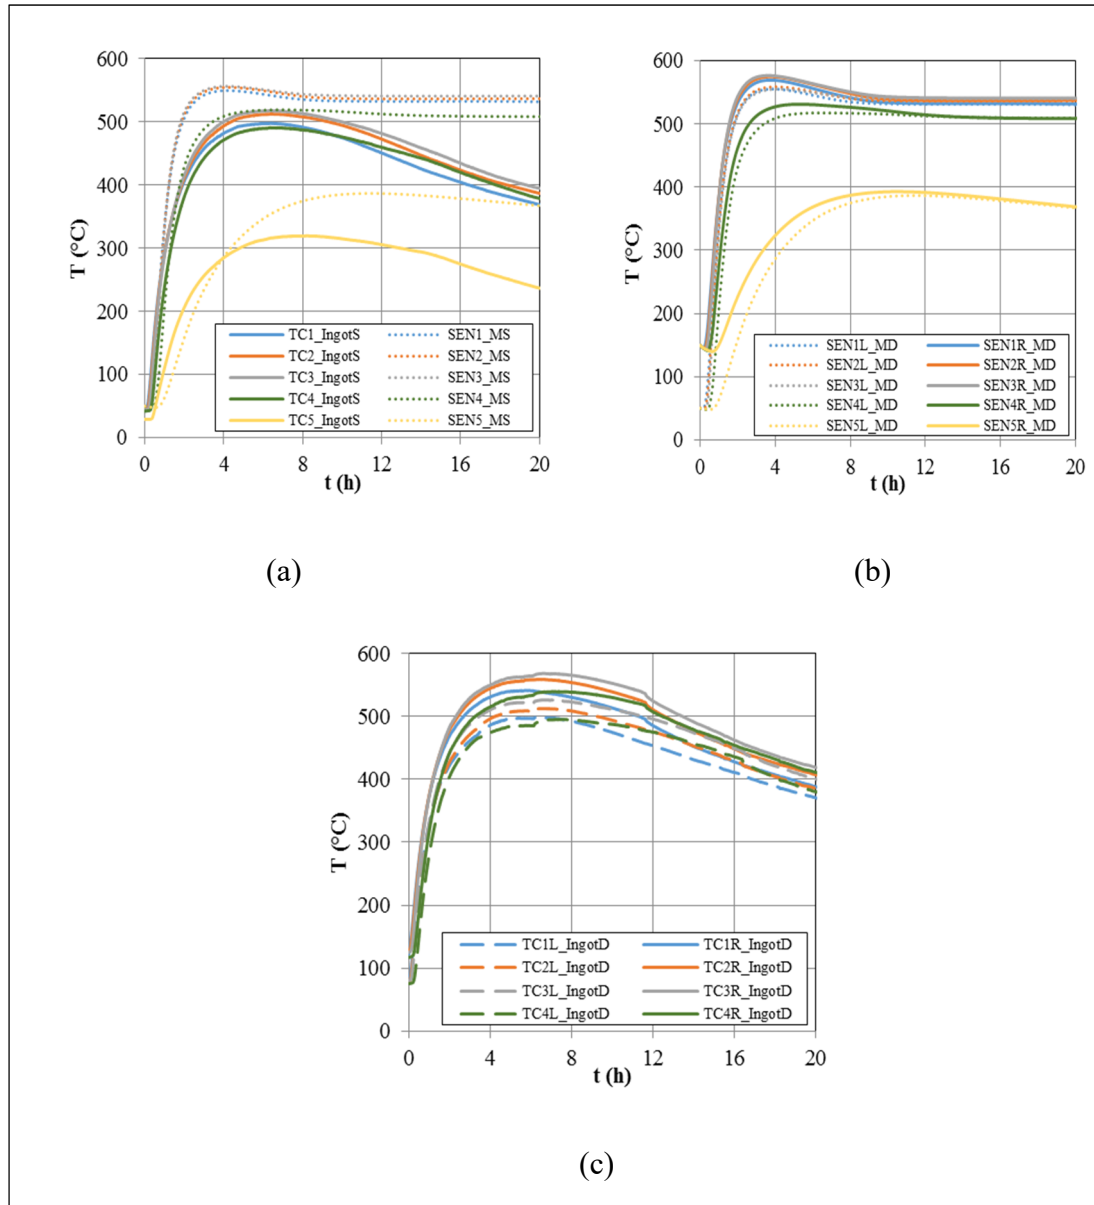 600
500
400
300
200
100
0
T (°C)
0 4 8 12 16 20
t (h)
TC1_IngotS SEN1_MS
TC2_IngotS SEN2_MS
TC3_IngotS SEN3_MS
TC4_IngotS SEN4_MS
TC5_IngotS SEN5_MS
(a)
600
500
400
300
200
100
0
T (°C)
0 4 8 12 16 20
t (h)
SEN1L_MD SEN1R_MD
SEN2L_MD SEN2R_MD
SEN3L_MD SEN3R_MD
SEN4L_MD SEN4R_MD
SEN5L_MD SEN5R_MD
(b)
600
500
400
300
200
100
0
T (°C)
0 4 8 12 16 20
t (h)
TC1L_IngotD TC1R_IngotD
TC2L_IngotD TC2R_IngotD
TC3L_IngotD TC3R_IngotD
TC4L_IngotD TC4R_IngotD
(c)